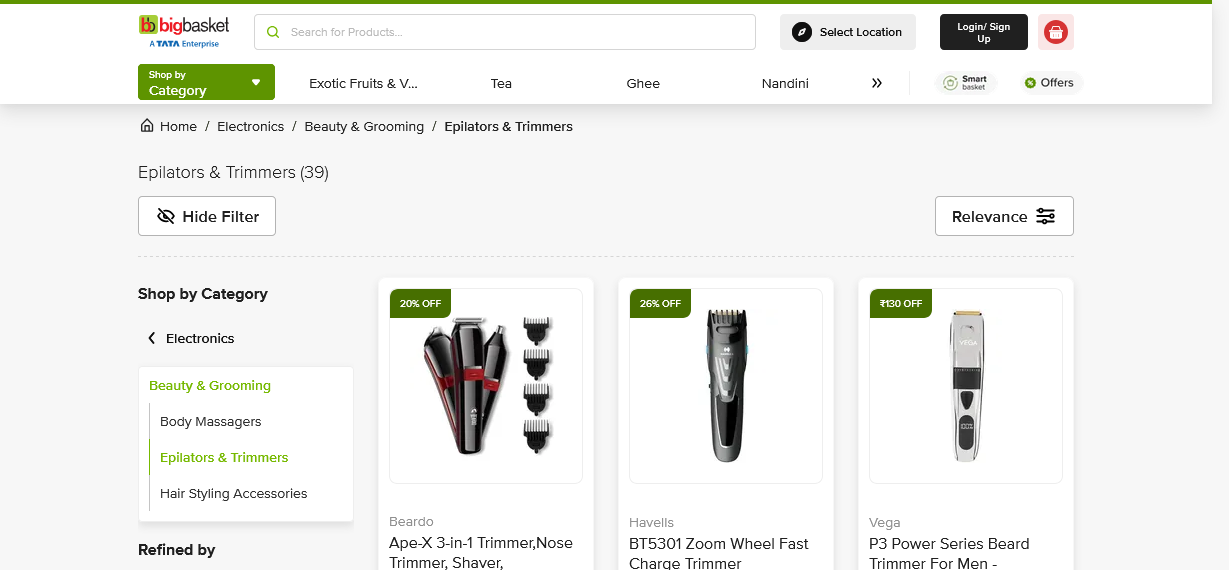 bb bigbasket
A TATA Enterprise
Search for Products...
Select Location
Login/ Sign
Up
Shop by
Category
Exotic Fruits & V...
Tea
Ghee
Nandini
Smart
basket
Offers
Home / Electronics / Beauty & Grooming / Epilators & Trimmers
Epilators & Trimmers (39)
Hide Filter
Relevance
Shop by Category
Electronics
Beauty & Grooming
Body Massagers
Epilators & Trimmers
Hair Styling Accessories
Refined by
20% OFF
Beardo
Ape-X 3-in-1 Trimmer,Nose
Trimmer, Shaver,
26% OFF
Havells
BT5301 Zoom Wheel Fast
Charge Trimmer
₹130 OFF
VEGA
100%
Vega
P3 Power Series Beard
Trimmer For Men -